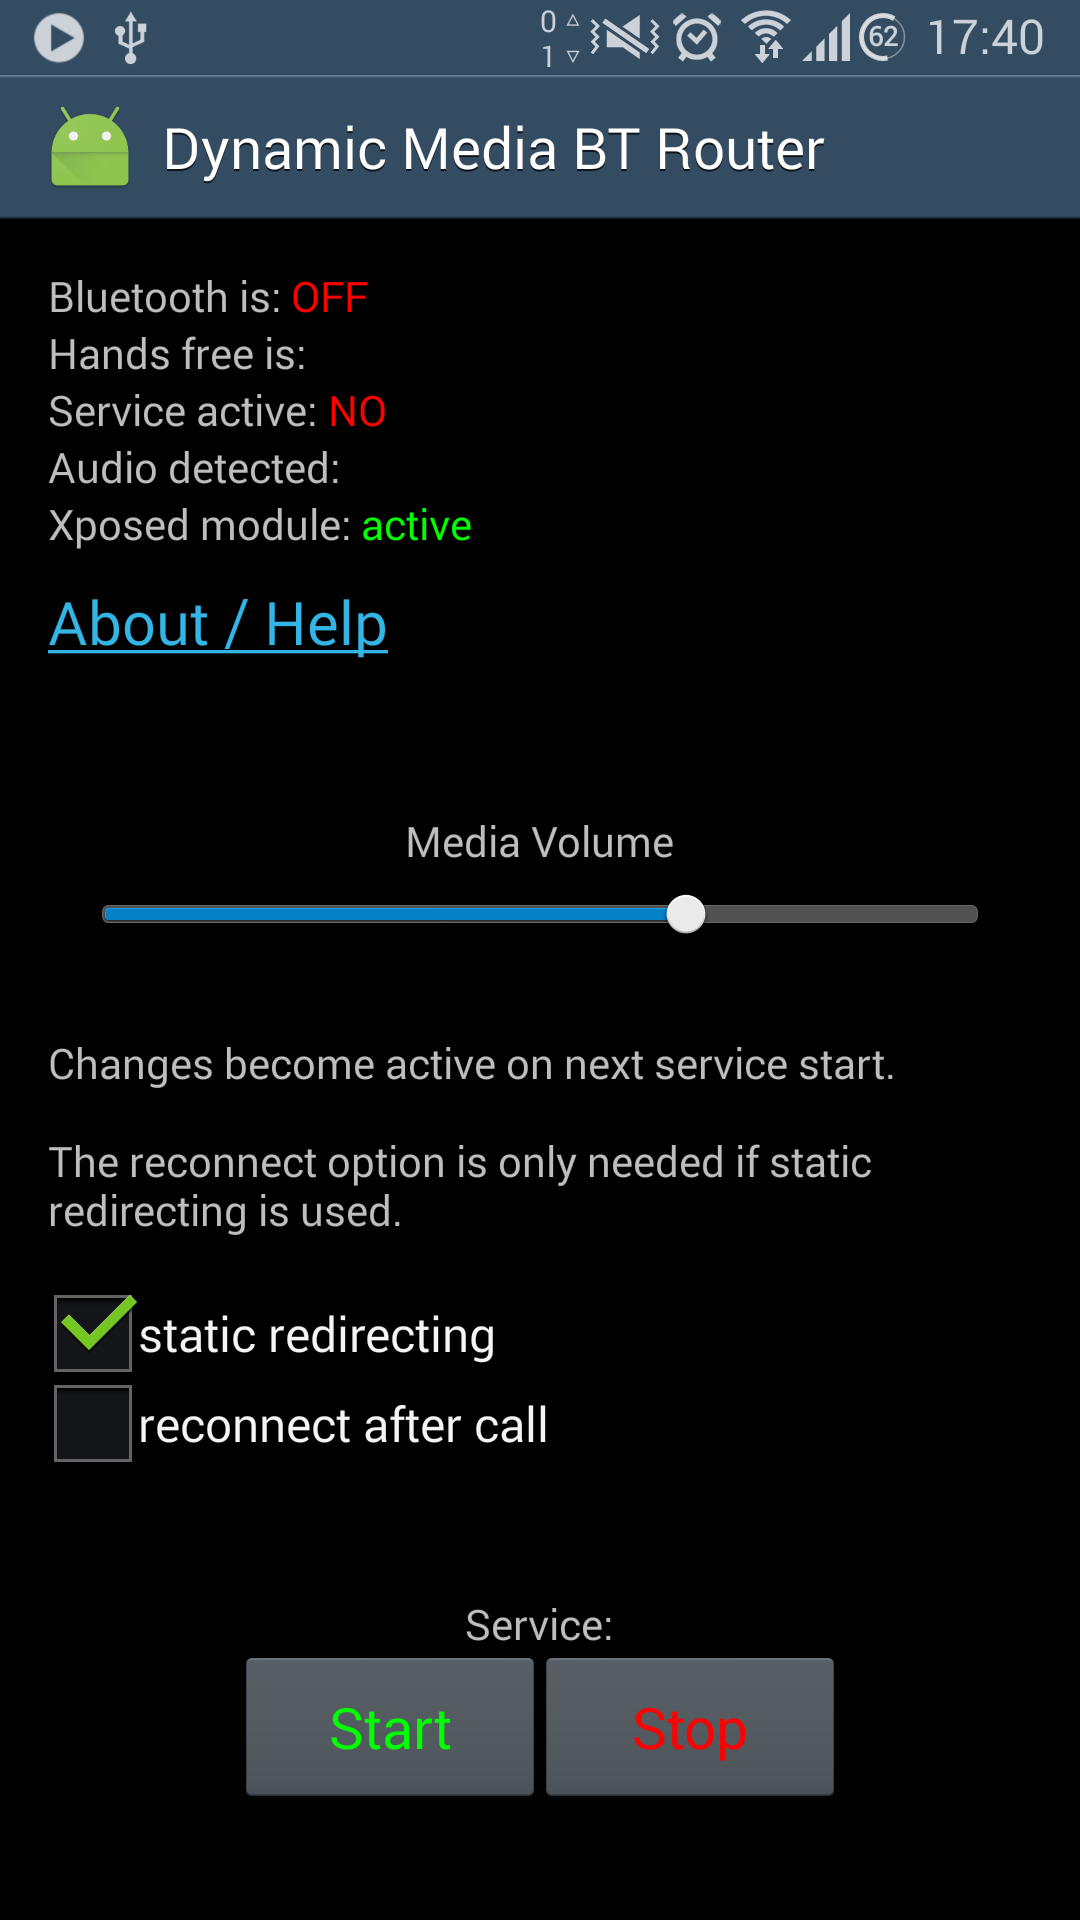 0
1
62
17:40
Dynamic Media BT Router
Bluetooth is: OFF
Hands free is:
Service active: NO
Audio detected:
Xposed module: active
About / Help
Media Volume
Changes become active on next service start.
The reconnect option is only needed if static
redirecting is used.
static redirecting
reconnect after call
Service:
Start
Stop